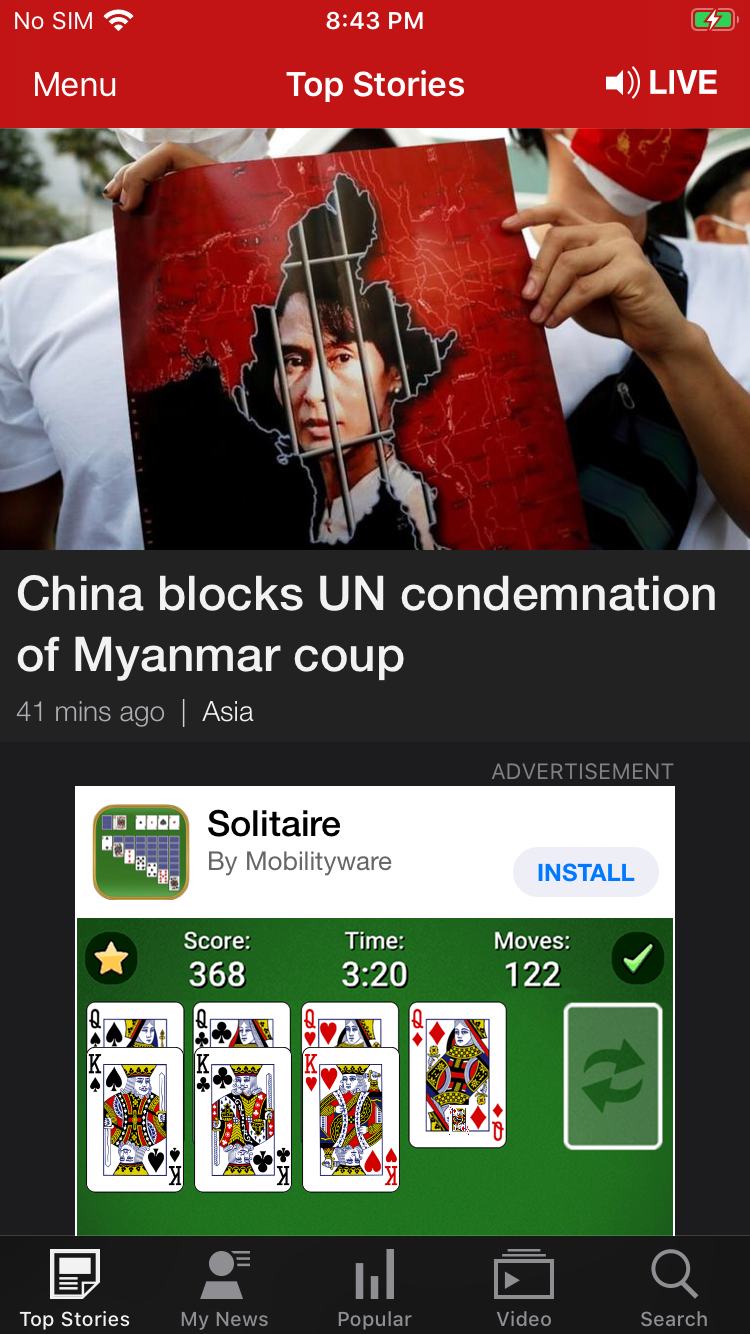 No SIM 8:43 PM
Menu Top Stories LIVE
China blocks UN condemnation
of Myanmar coup
41 mins ago | Asia
ADVERTISEMENT
Solitaire
By Mobilityware
INSTALL
Score: Time: Moves:
368 3:20 122
Q Q Q Q
K K K Q
K K K
Top Stories My News Popular Video Search